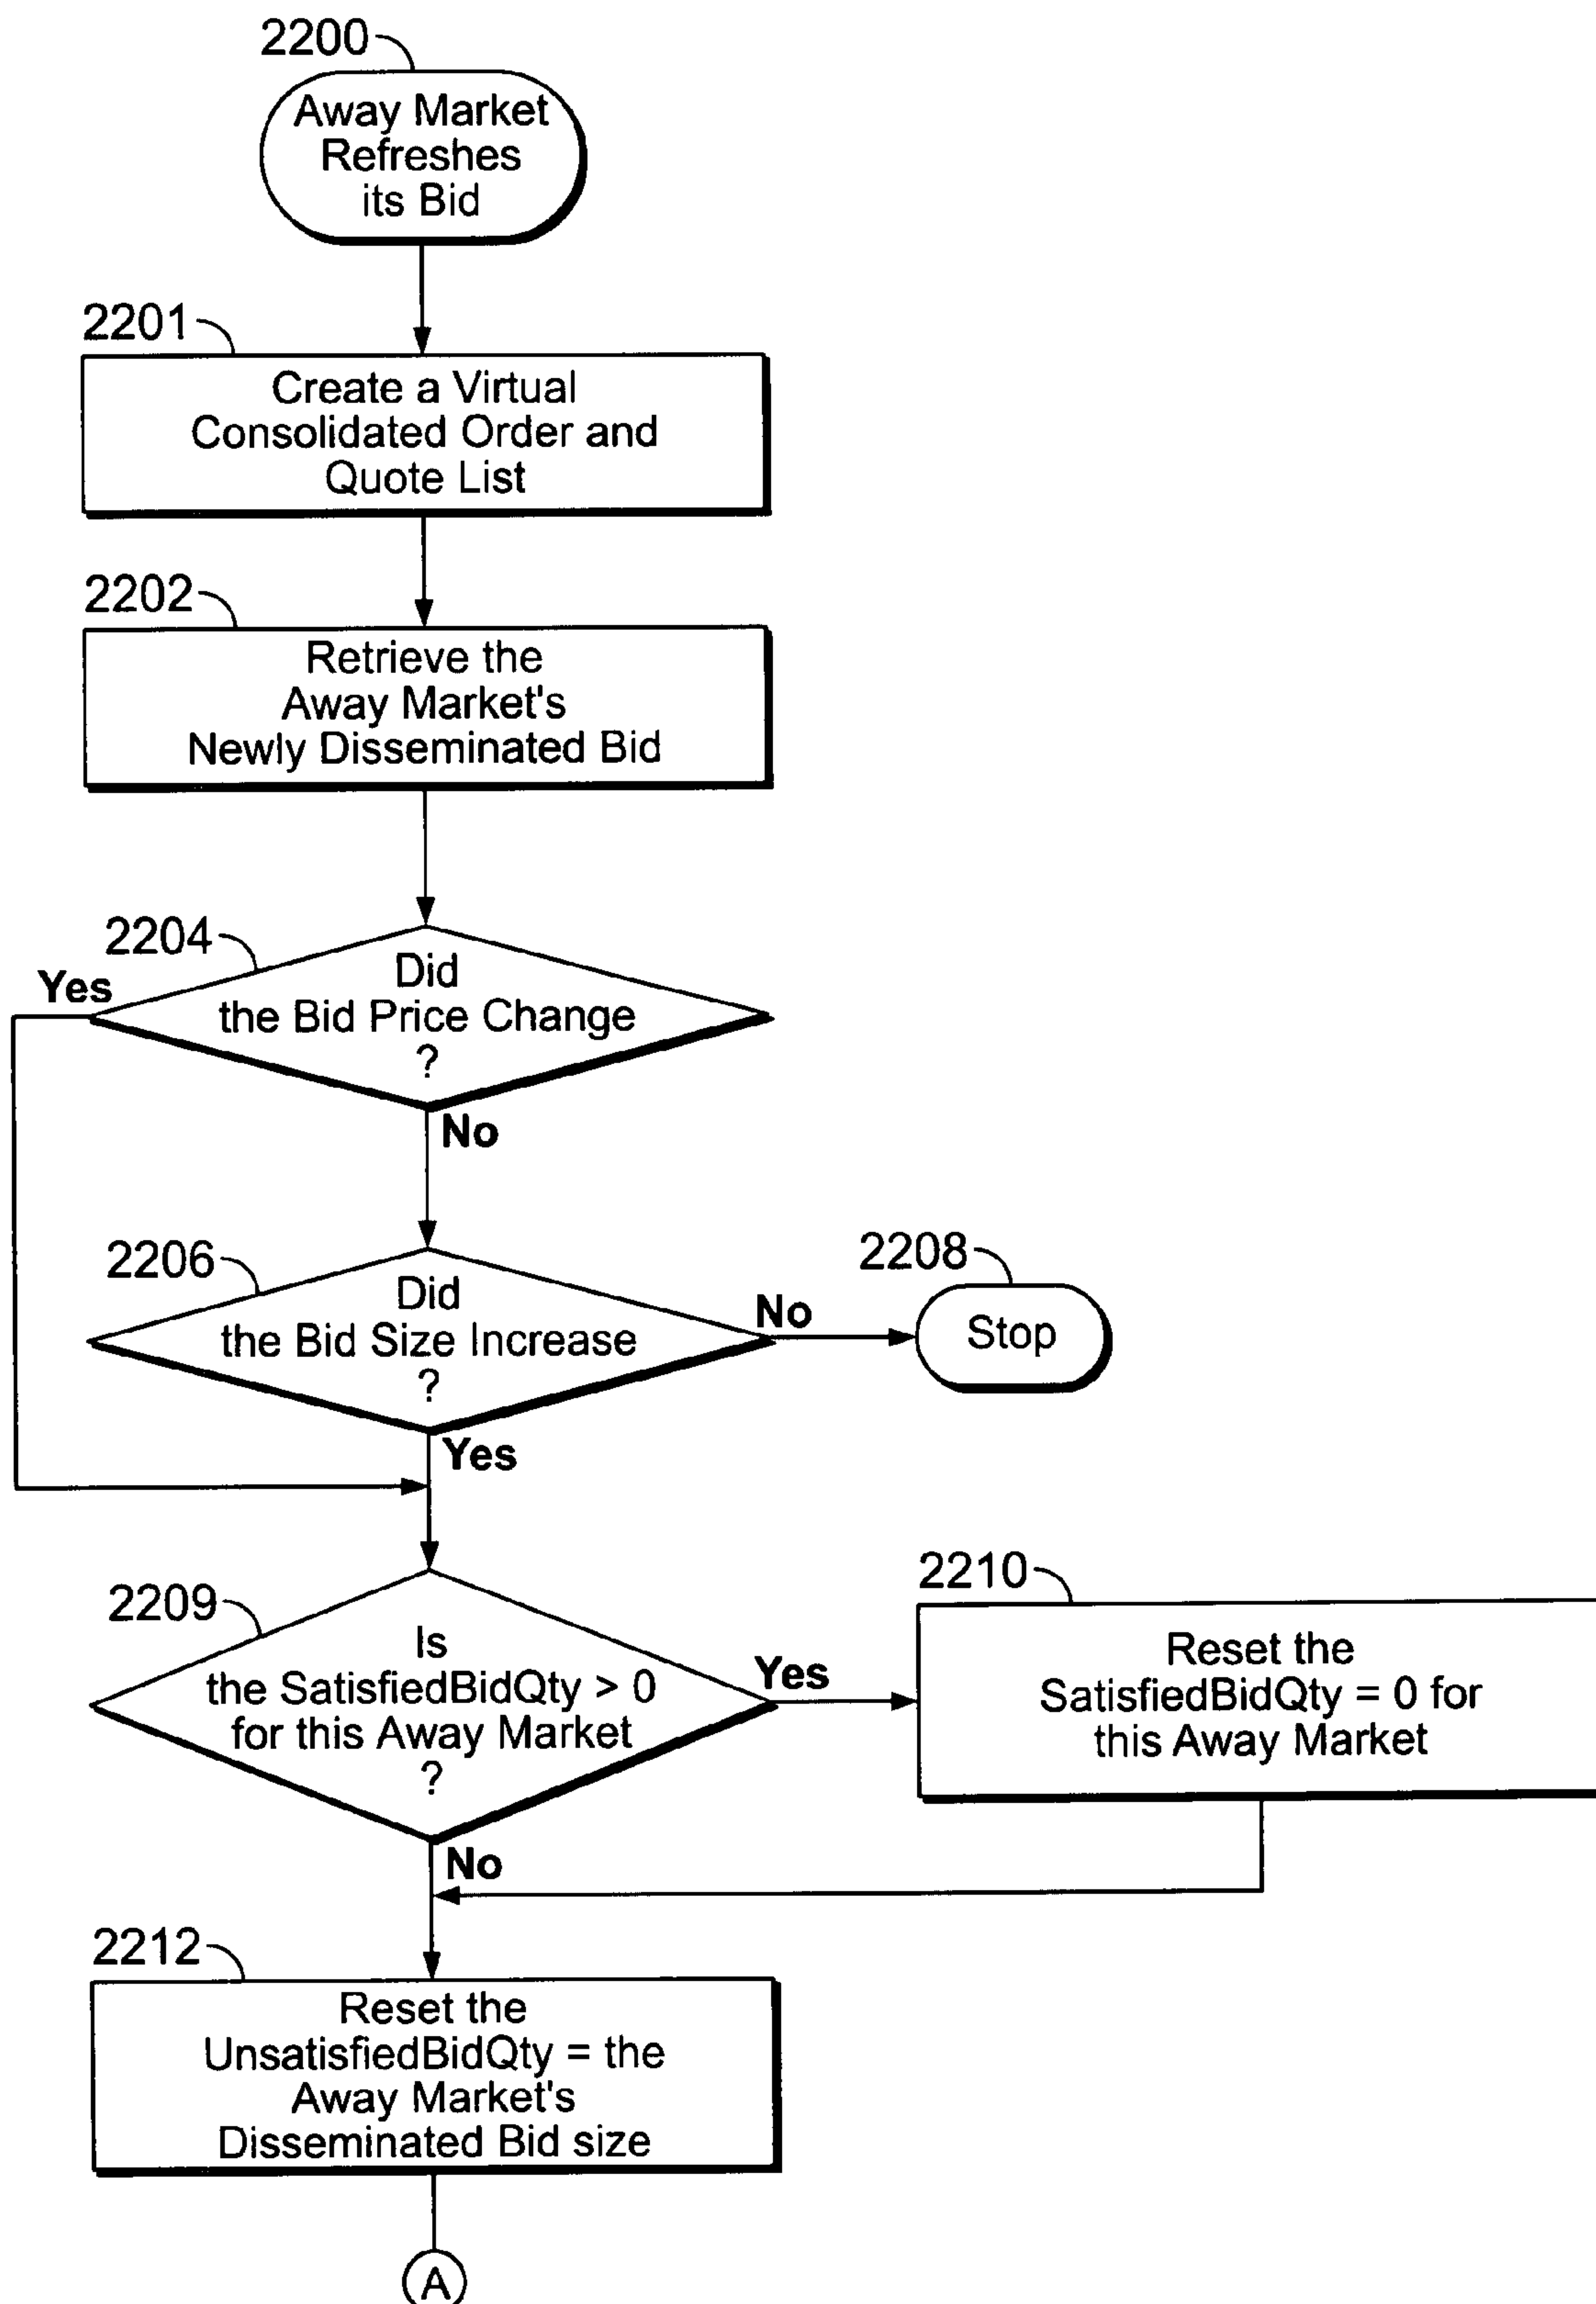 2200
Away Market
Refreshes
its Bid
2201
Create a Virtual
Consolidated Order and
Quote List
2202
Retrieve the
Away Market's
Newly Disseminated Bid
2204
Yes
Did
the Bid Price Change
?
No
2206
Did
the Bid Size Increase
?
No
2208
Stop
Yes
2209
Is
the SatisfiedBidQty > 0
for this Away Market
?
Yes
2210
Reset the
SatisfiedBidQty = 0 for
this Away Market
No
2212
Reset the
UnsatisfiedBidQty = the
Away Market's
Disseminated Bid size
A